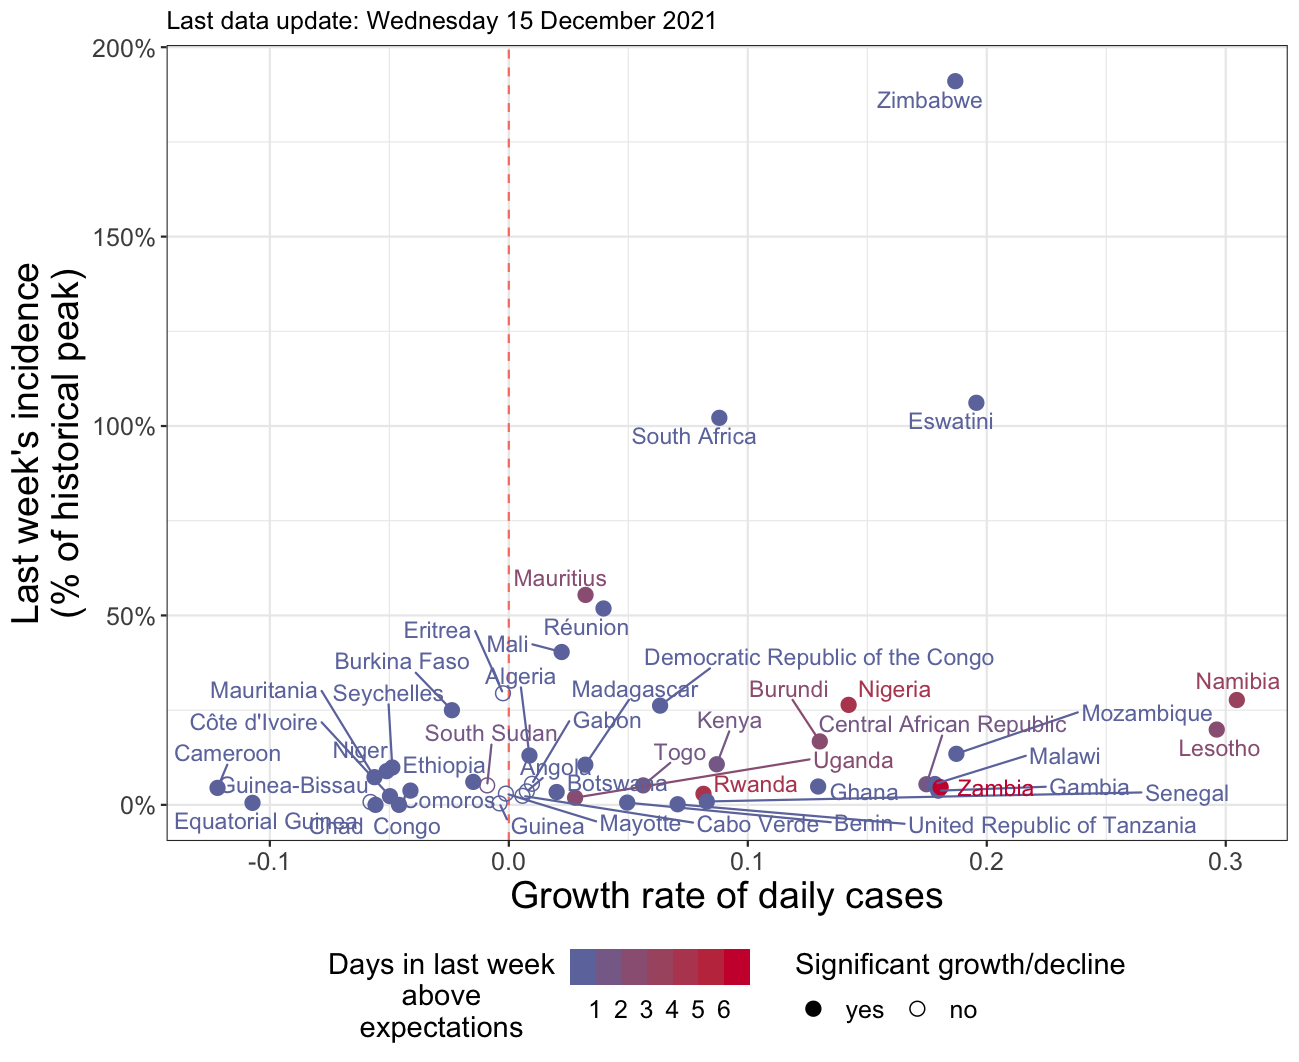 Last data update: Wednesday 15 December 2021
200%
Zimbabwe
150%
100%
South Africa
Eswatini
Last week's incidence
(% of historical peak)
50%
Mauritius
Réunion
Eritrea
Mali
Burkina Faso
Algeria
Democratic Republic of the Congo
Mauritania
Seychelles
Madagascar
Burundi
Nigeria
Namibia
Côte d'Ivoire
South Sudan
Gabon
Kenya
Central African Republic
Mozambique
Cameroon
Niger
Ethiopia
Angola
Togo
Uganda
Malawi
Lesotho
Guinea-Bissau
Comoros
Botswana
Rwanda
Ghana
Zambia
Gambia
Senegal
0%
Equatorial Guinea
Chad
Congo
Guinea
Mayotte
Cabo Verde
Benin
United Republic of Tanzania
-0.1
0.0
0.1
0.2
0.3
Growth rate of daily cases
Days in last week
above
expectations
1 2 3 4 5 6
Significant growth/decline
yes
no